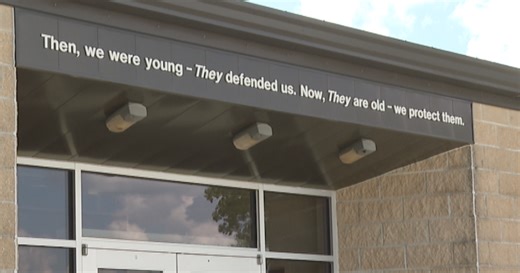 Then, we were young – They defended us. Now, They are old – we protect them.